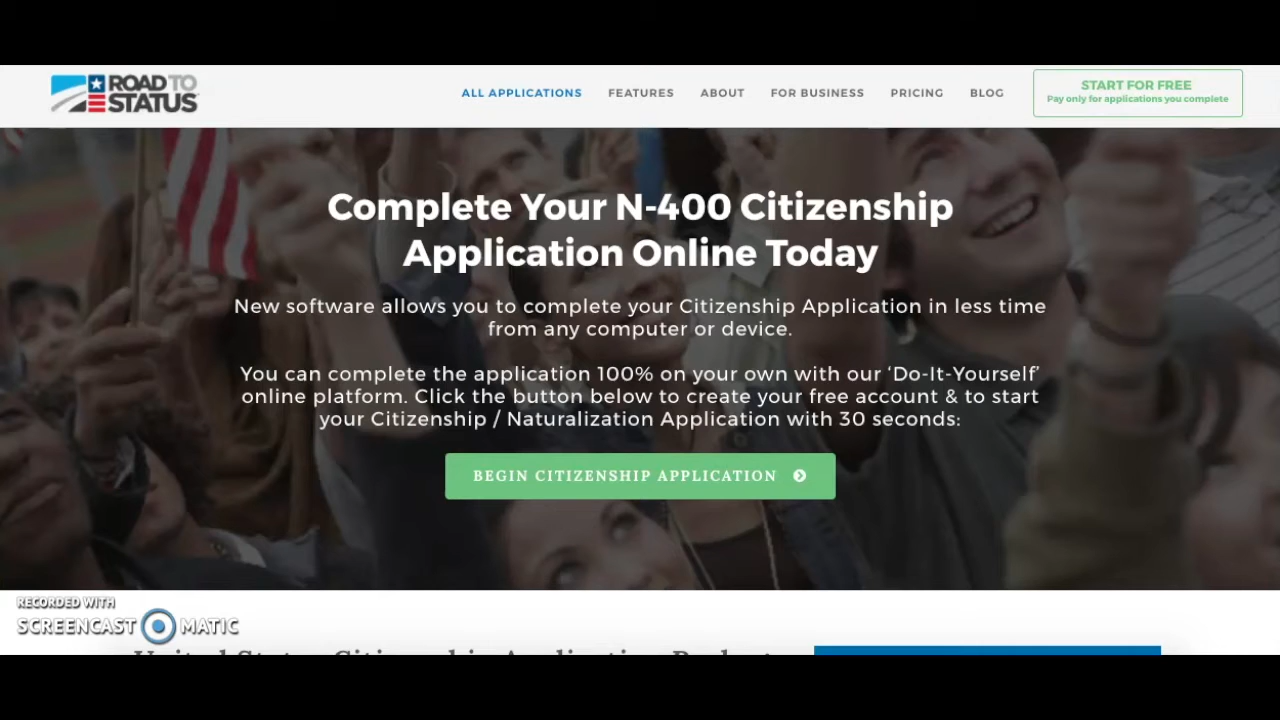 ROAD TO
STATUS
ALL APPLICATIONS FEATURES ABOUT FOR BUSINESS PRICING BLOG
START FOR FREE
Pay only for applications you complete
Complete Your N-400 Citizenship
Application Online Today
New software allows you to complete your Citizenship Application in less time
from any computer or device.
You can complete the application 100% on your own with our ‘Do-It-Yourself’
online platform. Click the button below to create your free account & to start
your Citizenship / Naturalization Application with 30 seconds:
BEGIN CITIZENSHIP APPLICATION
RECORDED WITH
SCREENCAST MATIC